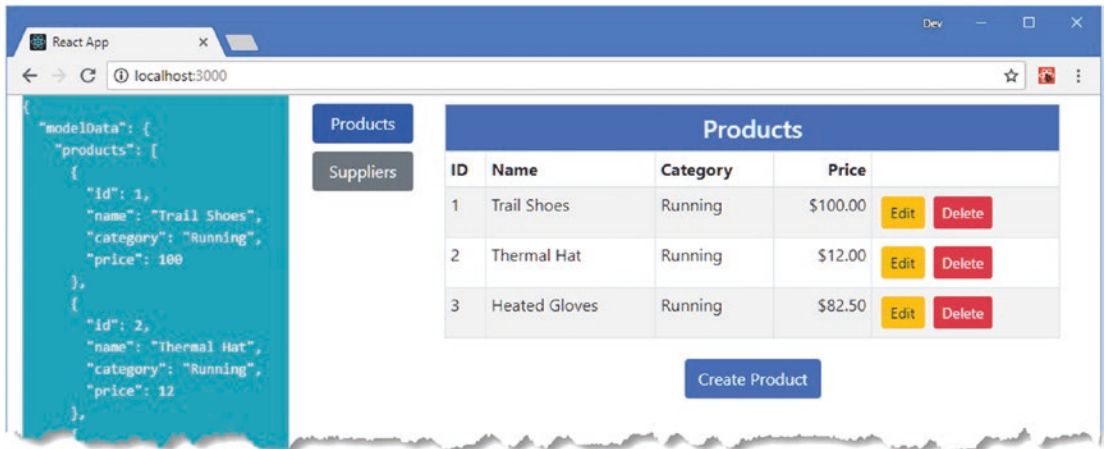 Dev
React App
localhost:3000
{
"modelData": {
"products": [
{
"id": 1,
"name": "Trail Shoes",
"category": "Running",
"price": 100
},
{
"id": 2,
"name": "Thermal Hat",
"category": "Running",
"price": 12
},
{
Products
Suppliers
Products
ID Name Category Price
1 Trail Shoes Running $100.00 Edit Delete
2 Thermal Hat Running $12.00 Edit Delete
3 Heated Gloves Running $82.50 Edit Delete
Create Product